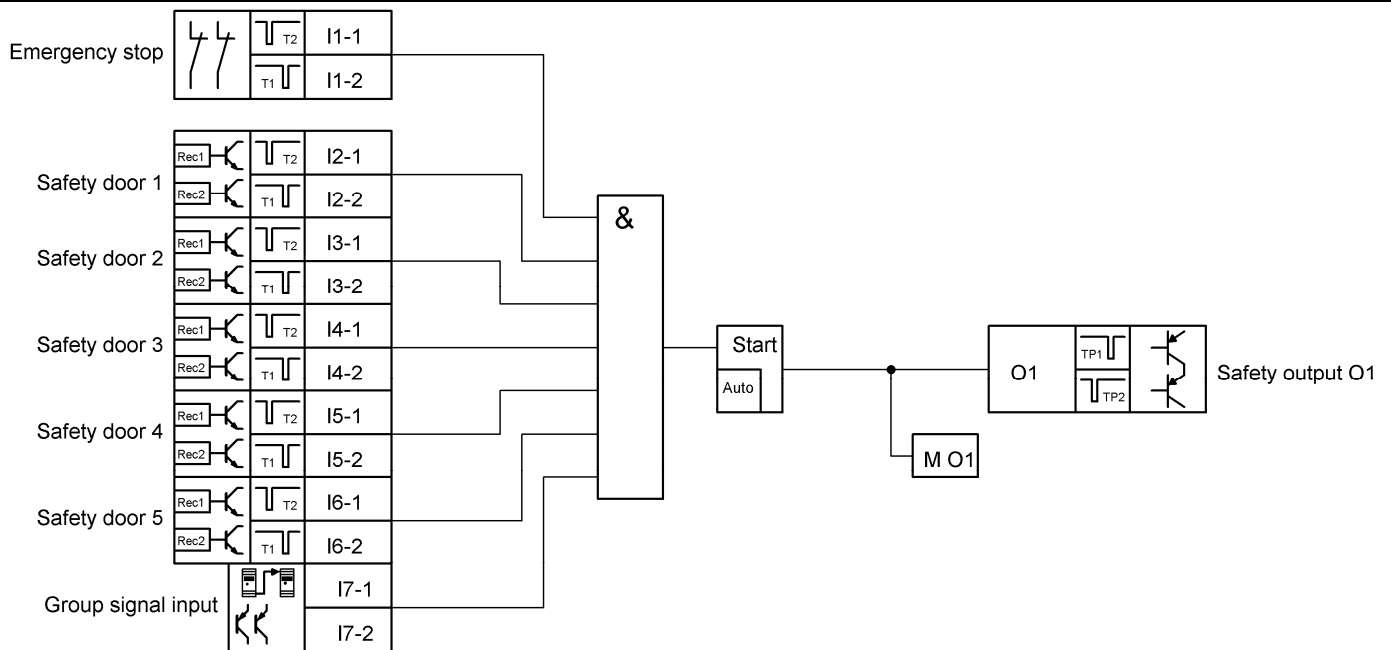 Emergency stop
T2 I1-1
T1 I1-2
Safety door 1
Rec1 T2 I2-1
Rec2 T1 I2-2
Safety door 2
Rec1 T2 I3-1
Rec2 T1 I3-2
Safety door 3
Rec1 T2 I4-1
Rec2 T1 I4-2
Safety door 4
Rec1 T2 I5-1
Rec2 T1 I5-2
Safety door 5
Rec1 T2 I6-1
Rec2 T1 I6-2
Group signal input
I7-1
I7-2
&
Start
Auto
M O1
O1
TP1
TP2
Safety output O1